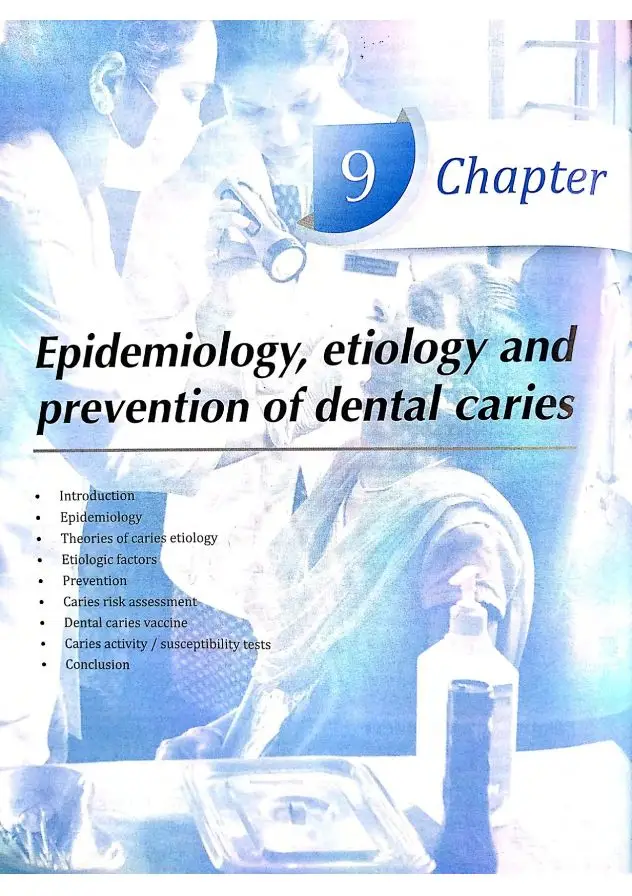 9 Chapter
Epidemiology, etiology and
prevention of dental caries
• Introduction
• Epidemiology
• Theories of caries etiology
• Etiologic factors
• Prevention
• Caries risk assessment
• Dental caries vaccine
• Caries activity / susceptibility tests
• Conclusion